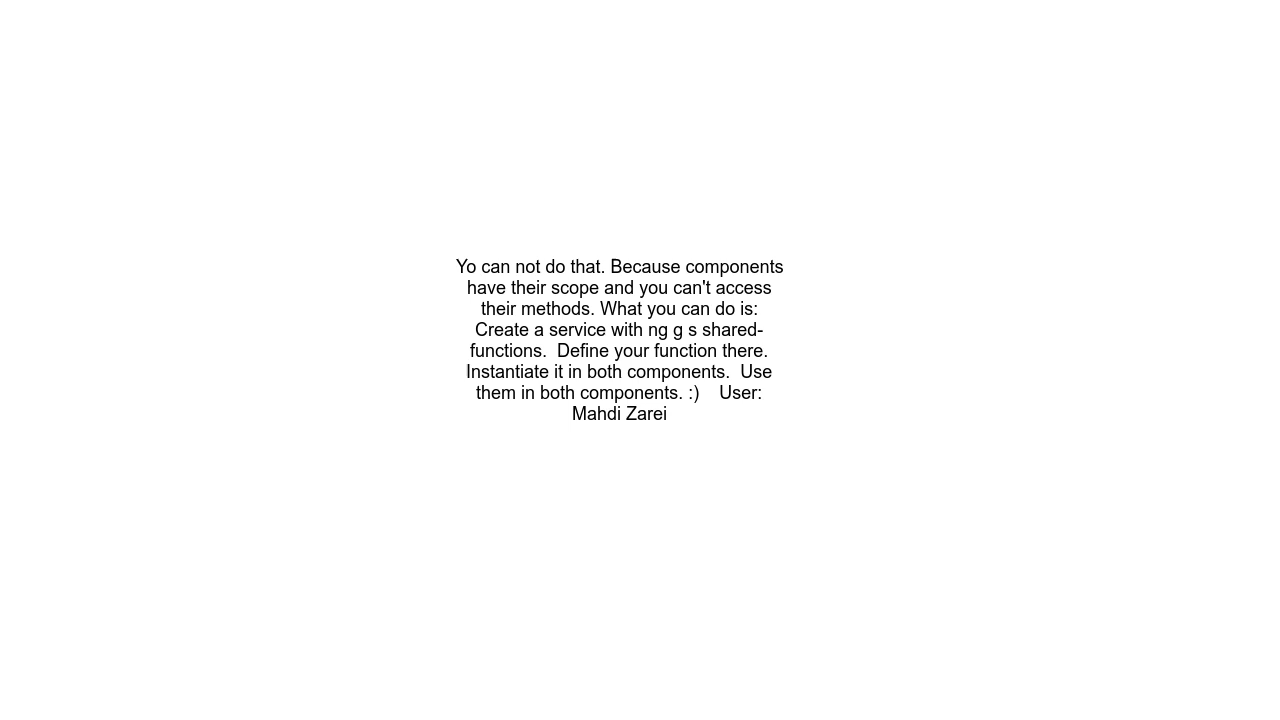 Yo can not do that. Because components
have their scope and you can't access
their methods. What you can do is:
Create a service with ng g s shared-
functions.  Define your function there.
Instantiate it in both components.  Use
them in both components. :)    User:
Mahdi Zarei